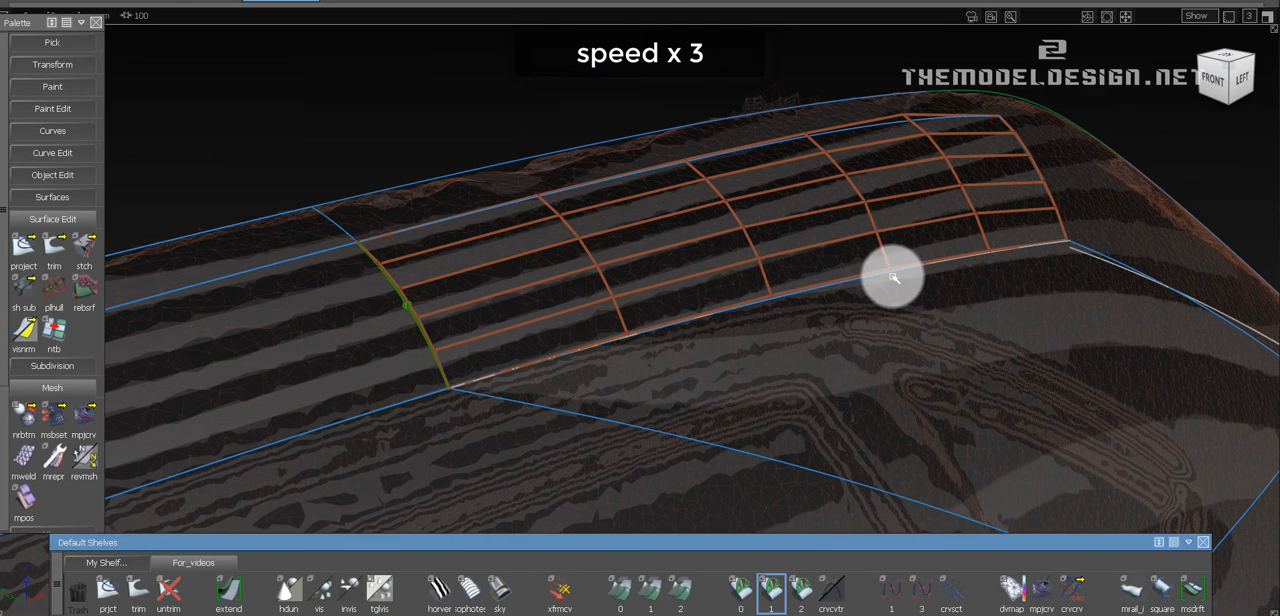 Palette
100
Show
3
speed x 3
THEMODELDESIGN.NET
FRONT
LEFT
Pick
Transform
Paint
Paint Edit
Curves
Curve Edit
Object Edit
Surfaces
Surface Edit
project trim stch
sh sub plhull rebsrf
visnrm ntb
Subdivision
Mesh
nrbtm msbset mpjcrv
mweld mrepr revmsh
mpos
Default Shelves
My Shelf... For_videos
Trash prjct trim untrim extend hdun vis invis tglvis horver sky xfrmcv 0 1 2 0 1 2 crvcvtr 1 3 crvsct dvmap mpjcrv crvcrv mrail_i square msdrft